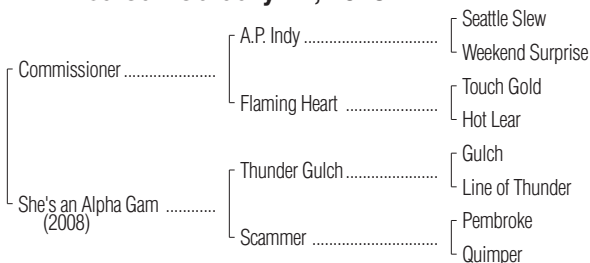 Seattle Slew
A.P. Indy ....................................
Weekend Surprise
Commissioner ........................
Touch Gold
Flaming Heart ........................
Hot Lear
Gulch
Thunder Gulch........................
Line of Thunder
She's an Alpha Gam .............
(2008)
Pembroke
Scammer .................................
Quimper